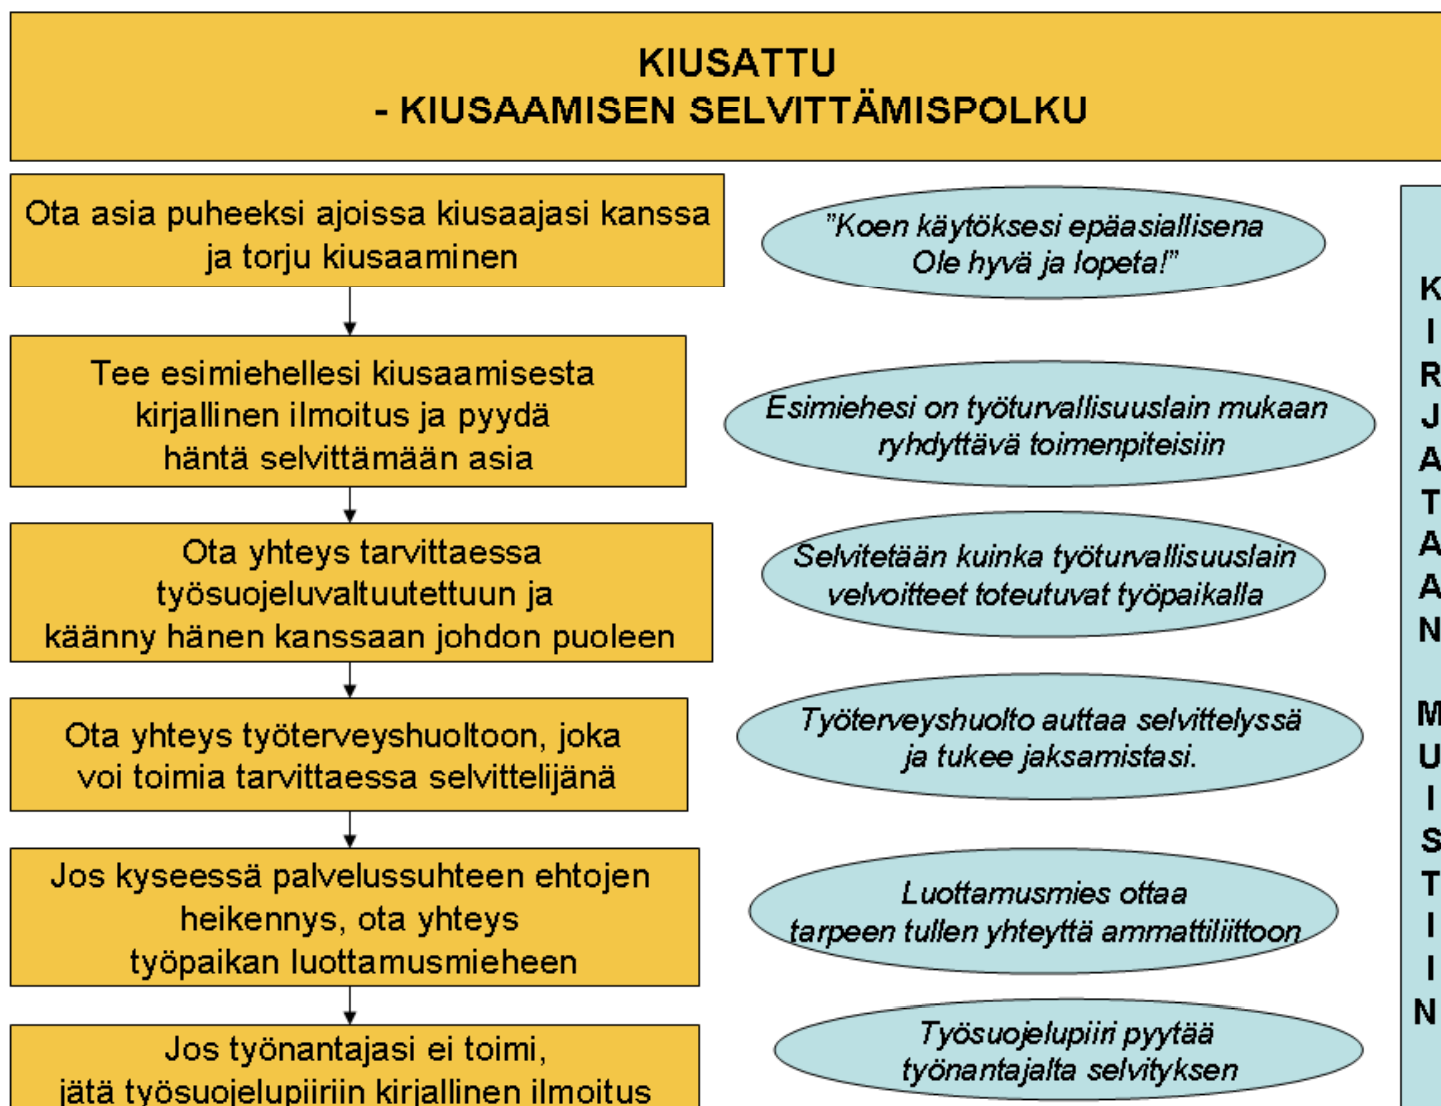 KIUSATTU
- KIUSAAMISEN SELVITTÄMISPOLKU
Ota asia puheeksi ajoissa kiusaajasi kanssa
ja torju kiusaaminen
"Koen käytöksesi epäasiallisena
Ole hyvä ja lopeta!"
Tee esimiehellesi kiusaamisesta
kirjallinen ilmoitus ja pyydä
häntä selvittämään asia
Esimiehesi on työturvallisuuslain mukaan
ryhdyttävä toimenpiteisiin
Ota yhteys tarvittaessa
työsuojeluvaltuutettuun ja
käänny hänen kanssaan johdon puoleen
Selvitetään kuinka työturvallisuuslain
velvoitteet toteutuvat työpaikalla
Ota yhteys työterveyshuoltoon, joka
voi toimia tarvittaessa selvittelijänä
Työterveyshuolto auttaa selvittelyssä
ja tukee jaksamistasi.
Jos kyseessä palvelussuhteen ehtojen
heikennys, ota yhteys
työpaikan luottamusmieheen
Luottamusmies ottaa
tarpeen tullen yhteyttä ammattiliittoon
Jos työnantajasi ei toimi,
jätä työsuojelupiiriin kirjallinen ilmoitus
Työsuojelupiiri pyytää
työnantajalta selvityksen
KIRJATAAN MUISTIIN